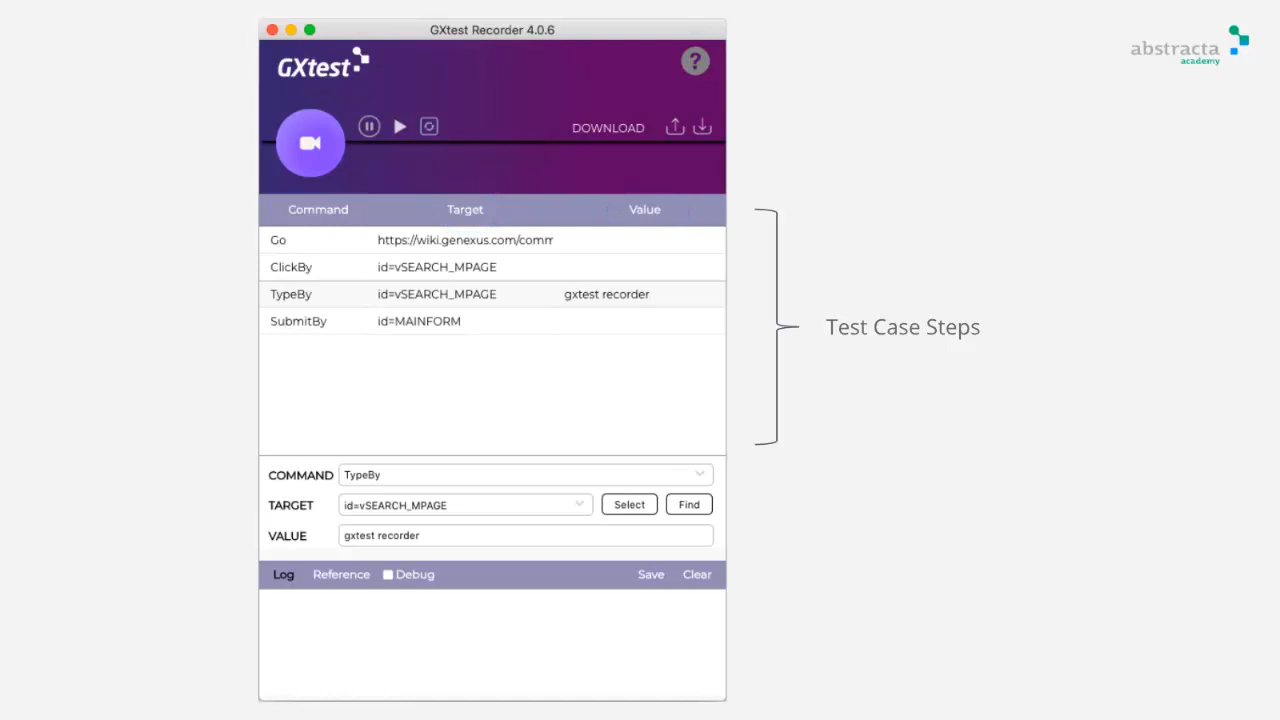 GXtest Recorder 4.0.6
abstracta
academy
GXtest
?
DOWNLOAD
Command Target Value
Go https://wiki.genexus.com/comm
ClickBy id=vSEARCH_MPAGE
TypeBy id=vSEARCH_MPAGE gxtest recorder
SubmitBy id=MAINFORM
Test Case Steps
COMMAND TypeBy
TARGET id=vSEARCH_MPAGE Select Find
VALUE gxtest recorder
Log Reference Debug Save Clear